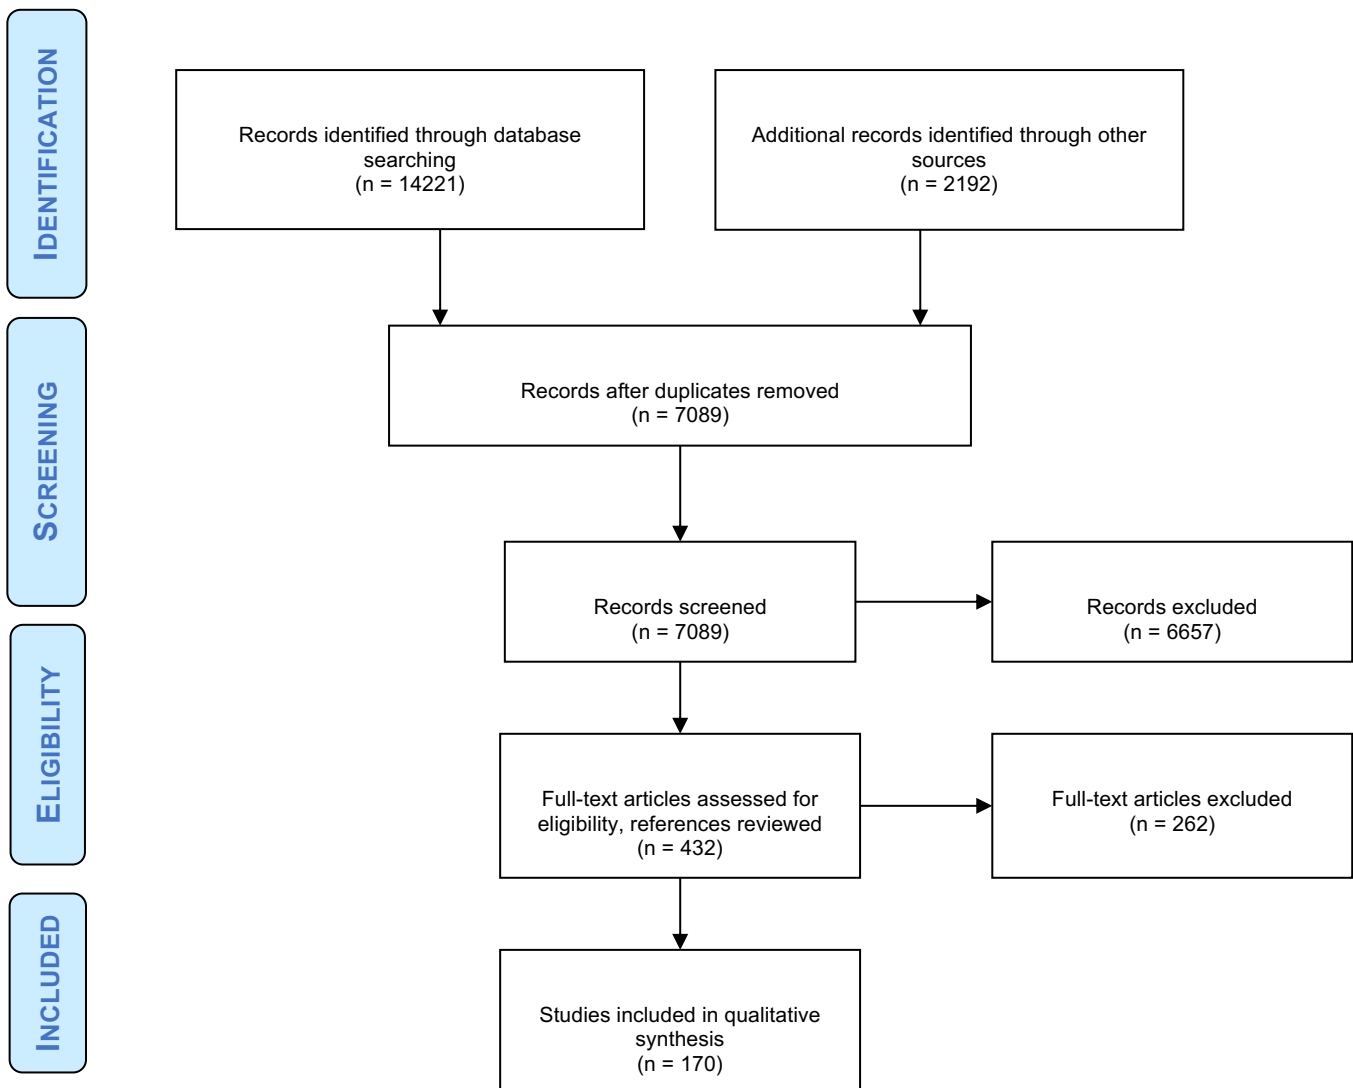 IDENTIFICATION
Records identified through database
searching
(n = 14221)
Additional records identified through other
sources
(n = 2192)
SCREENING
Records after duplicates removed
(n = 7089)
Records screened
(n = 7089)
Records excluded
(n = 6657)
ELIGIBILITY
Full-text articles assessed for
eligibility, references reviewed
(n = 432)
Full-text articles excluded
(n = 262)
INCLUDED
Studies included in qualitative
synthesis
(n = 170)